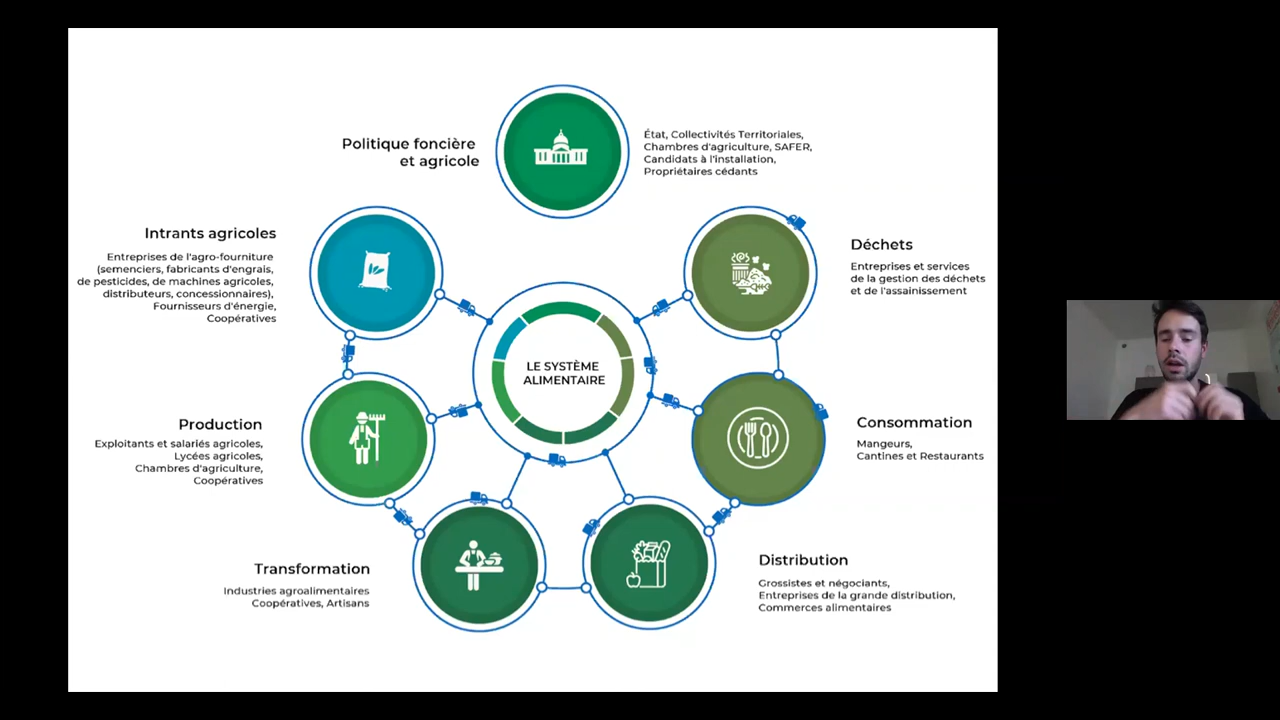 Politique foncière
et agricole
État, Collectivités Territoriales,
Chambres d'agriculture, SAFER,
Candidats à l'installation,
Propriétaires cédants
Intrants agricoles
Entreprises de l'agro-fourniture
(semenciers, fabricants d'engrais,
de pesticides, de machines agricoles,
distributeurs, concessionnaires),
Fournisseurs d'énergie,
Coopératives
Déchets
Entreprises et services
de la gestion des déchets
et de l'assainissement
LE SYSTÈME
ALIMENTAIRE
Production
Exploitants et salariés agricoles,
Lycées agricoles,
Chambres d'agriculture,
Coopératives
Consommation
Mangeurs,
Cantines et Restaurants
Transformation
Industries agroalimentaires
Coopératives, Artisans
Distribution
Grossistes et négociants,
Entreprises de la grande distribution,
Commerces alimentaires